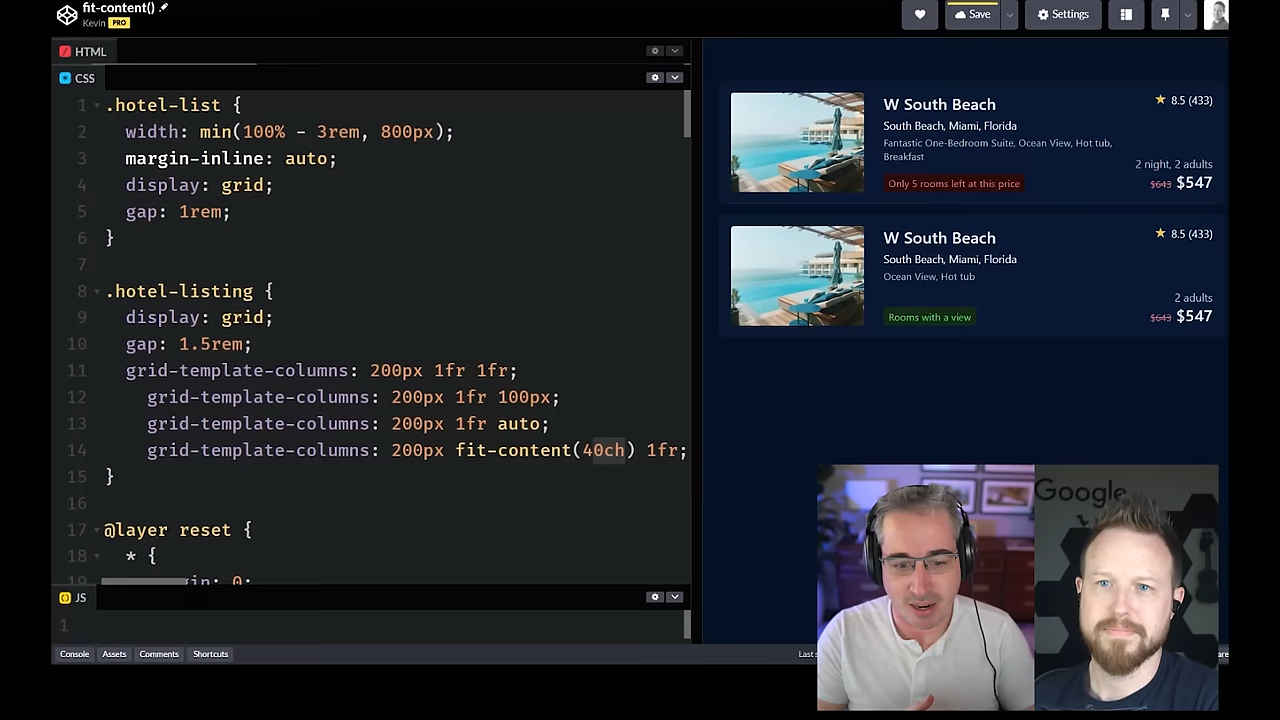 fit-content()
Kevin PRO
Save
Settings
HTML
CSS
1 .hotel-list {
2 width: min(100% - 3rem, 800px);
3 margin-inline: auto;
4 display: grid;
5 gap: 1rem;
6 }
7
8 .hotel-listing {
9 display: grid;
10 gap: 1.5rem;
11 grid-template-columns: 200px 1fr 1fr;
12 grid-template-columns: 200px 1fr 100px;
13 grid-template-columns: 200px 1fr auto;
14 grid-template-columns: 200px fit-content(40ch) 1fr;
15 }
16
17 @layer reset {
18 * {
19 gin: 0;
JS
1
Console Assets Comments Shortcuts
Last
W South Beach
8.5 (433)
South Beach, Miami, Florida
Fantastic One-Bedroom Suite, Ocean View, Hot tub,
Breakfast
2 night, 2 adults
Only 5 rooms left at this price
$643 $547
W South Beach
8.5 (433)
South Beach, Miami, Florida
Ocean View, Hot tub
2 adults
Rooms with a view
$643 $547
Google